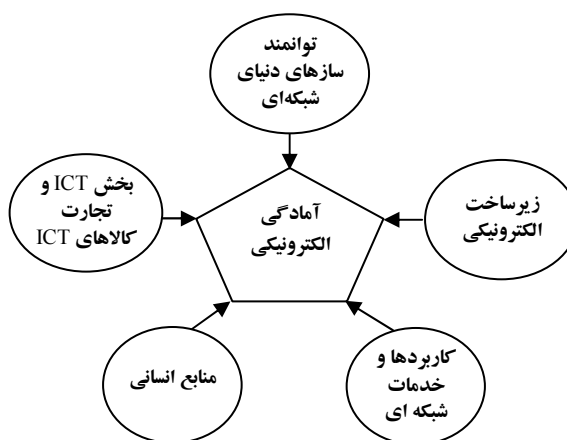 توانمند
سازهای دنیای
شبکه‌ای
بخش ICT و
تجارت
کالاهای ICT
آمادگی
الکترونیکی
زیرساخت
الکترونیکی
منابع انسانی
کاربردها و
خدمات
شبکه ای